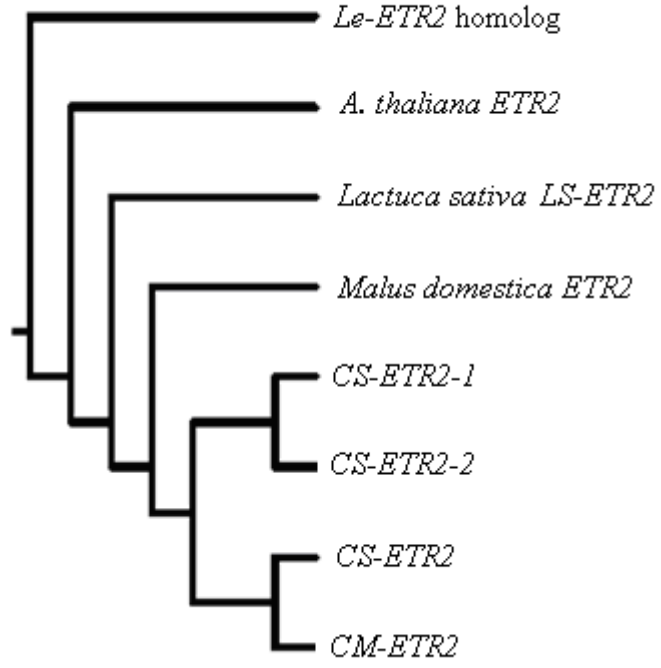 Le-ETR2 homolog
A. thaliana ETR2
Lactuca sativa LS-ETR2
Malus domestica ETR2
CS-ETR2-1
CS-ETR2-2
CS-ETR2
CM-ETR2